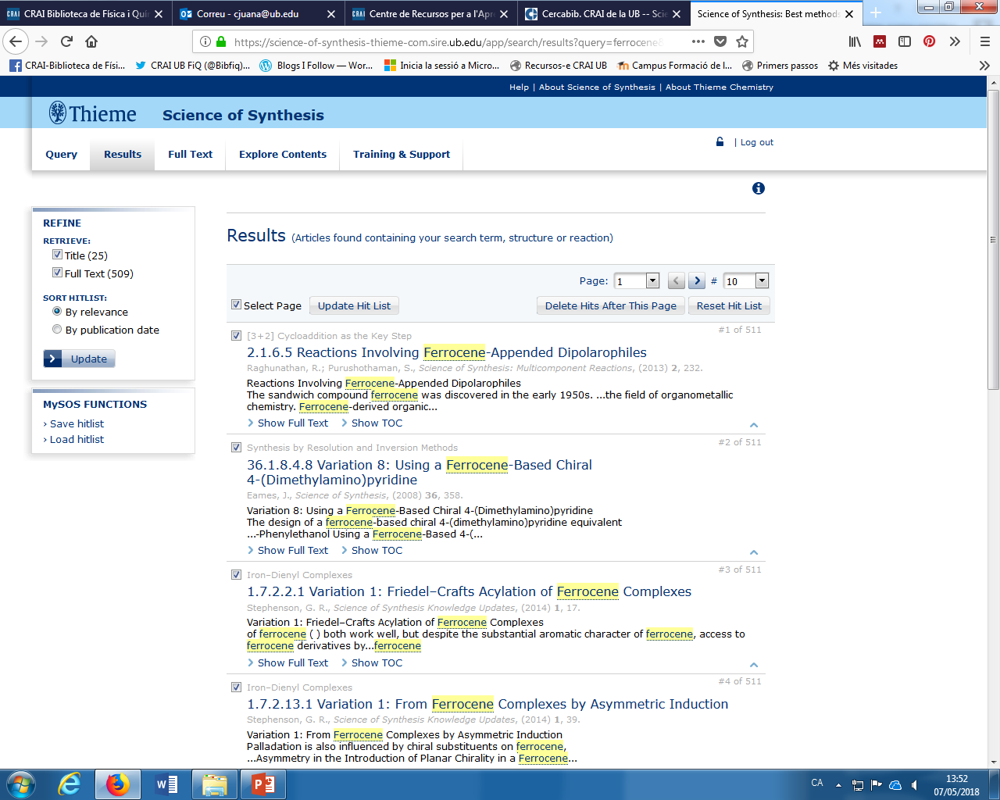 CRAI Biblioteca de Física i Quí
Correu - cjuana@ub.edu
Centre de Recursos per a l'Apr
Cercabib. CRAI de la UB -- Scie
Science of Synthesis: Best methods
https://science-of-synthesis-thieme-com.sire.ub.edu/app/search/results?query=ferrocene
CRAI-Biblioteca de Físi...
CRAI UB FiQ (@Bibfiq)...
Blogs I Follow — Wor...
Inicia la sessió a Micro...
Recursos-e CRAI UB
Campus Formació de l...
Primers passos
Més visitades
Help | About Science of Synthesis | About Thieme Chemistry
Thieme Science of Synthesis
Query Results Full Text Explore Contents Training & Support
| Log out
REFINE
RETRIEVE:
Title (25)
Full Text (509)
SORT HITLIST:
By relevance
By publication date
Update
MySOS FUNCTIONS
› Save hitlist
› Load hitlist
Results (Articles found containing your search term, structure or reaction)
Page: 1 < > # 10
Select Page Update Hit List Delete Hits After This Page Reset Hit List
#1 of 511
[3+2] Cycloaddition as the Key Step
2.1.6.5 Reactions Involving Ferrocene-Appended Dipolarophiles
Raghunathan, R.; Purushothaman, S., Science of Synthesis: Multicomponent Reactions, (2013) 2, 232.
Reactions Involving Ferrocene-Appended Dipolarophiles
The sandwich compound ferrocene was discovered in the early 1950s. ...the field of organometallic
chemistry. Ferrocene-derived organic...
Show Full Text Show TOC
#2 of 511
Synthesis by Resolution and Inversion Methods
36.1.8.4.8 Variation 8: Using a Ferrocene-Based Chiral
4-(Dimethylamino)pyridine
Eames, J., Science of Synthesis, (2008) 36, 358.
Variation 8: Using a Ferrocene-Based Chiral 4-(Dimethylamino)pyridine
The design of a ferrocene-based chiral 4-(dimethylamino)pyridine equivalent
...-Phenylethanol Using a Ferrocene-Based 4-(...
Show Full Text Show TOC
#3 of 511
Iron–Dienyl Complexes
1.7.2.2.1 Variation 1: Friedel–Crafts Acylation of Ferrocene Complexes
Stephenson, G. R., Science of Synthesis Knowledge Updates, (2014) 1, 17.
Variation 1: Friedel–Crafts Acylation of Ferrocene Complexes
of ferrocene ( ) both work well, but despite the substantial aromatic character of ferrocene, access to
ferrocene derivatives by...ferrocene
Show Full Text Show TOC
#4 of 511
Iron–Dienyl Complexes
1.7.2.13.1 Variation 1: From Ferrocene Complexes by Asymmetric Induction
Stephenson, G. R., Science of Synthesis Knowledge Updates, (2014) 1, 39.
Variation 1: From Ferrocene Complexes by Asymmetric Induction
Palladation is also influenced by chiral substituents on ferrocene,
...Asymmetry in the Introduction of Planar Chirality in a Ferrocene...
CA
13:52
07/05/2018